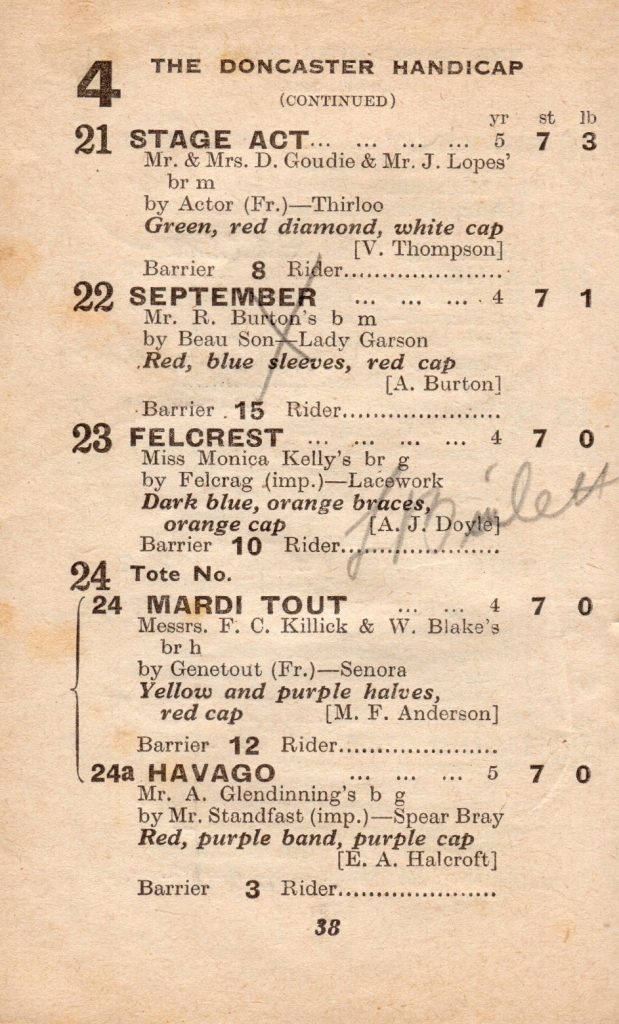 4 THE DONCASTER HANDICAP
(CONTINUED)
yr st lb
21 STAGE ACT... ... ... ... 5 7 3
Mr. & Mrs. D. Goudie & Mr. J. Lopes'
br m
by Actor (Fr.)—Thirloo
Green, red diamond, white cap
[V. Thompson]
Barrier 8 Rider.....................
22 SEPTEMBER ... ... ... 4 7 1
Mr. R. Burton's b m
by Beau Son—Lady Garson
Red, blue sleeves, red cap
[A. Burton]
Barrier 15 Rider.....................
23 FELCREST ... ... ... ... 4 7 0
Miss Monica Kelly's br g
by Felcrag (imp.)—Lacework
Dark blue, orange braces,
orange cap [A. J. Doyle]
Barrier 10 Rider.....................
24 Tote No.
24 MARDI TOUT ... ... 4 7 0
Messrs. F. C. Killick & W. Blake's
br h
by Genetout (Fr.)—Senora
Yellow and purple halves,
red cap [M. F. Anderson]
Barrier 12 Rider.....................
24a HAVAGO ... ... ... 5 7 0
Mr. A. Glendinning's b g
by Mr. Standfast (imp.)—Spear Bray
Red, purple band, purple cap
[E. A. Halcroft]
Barrier 3 Rider.....................
38